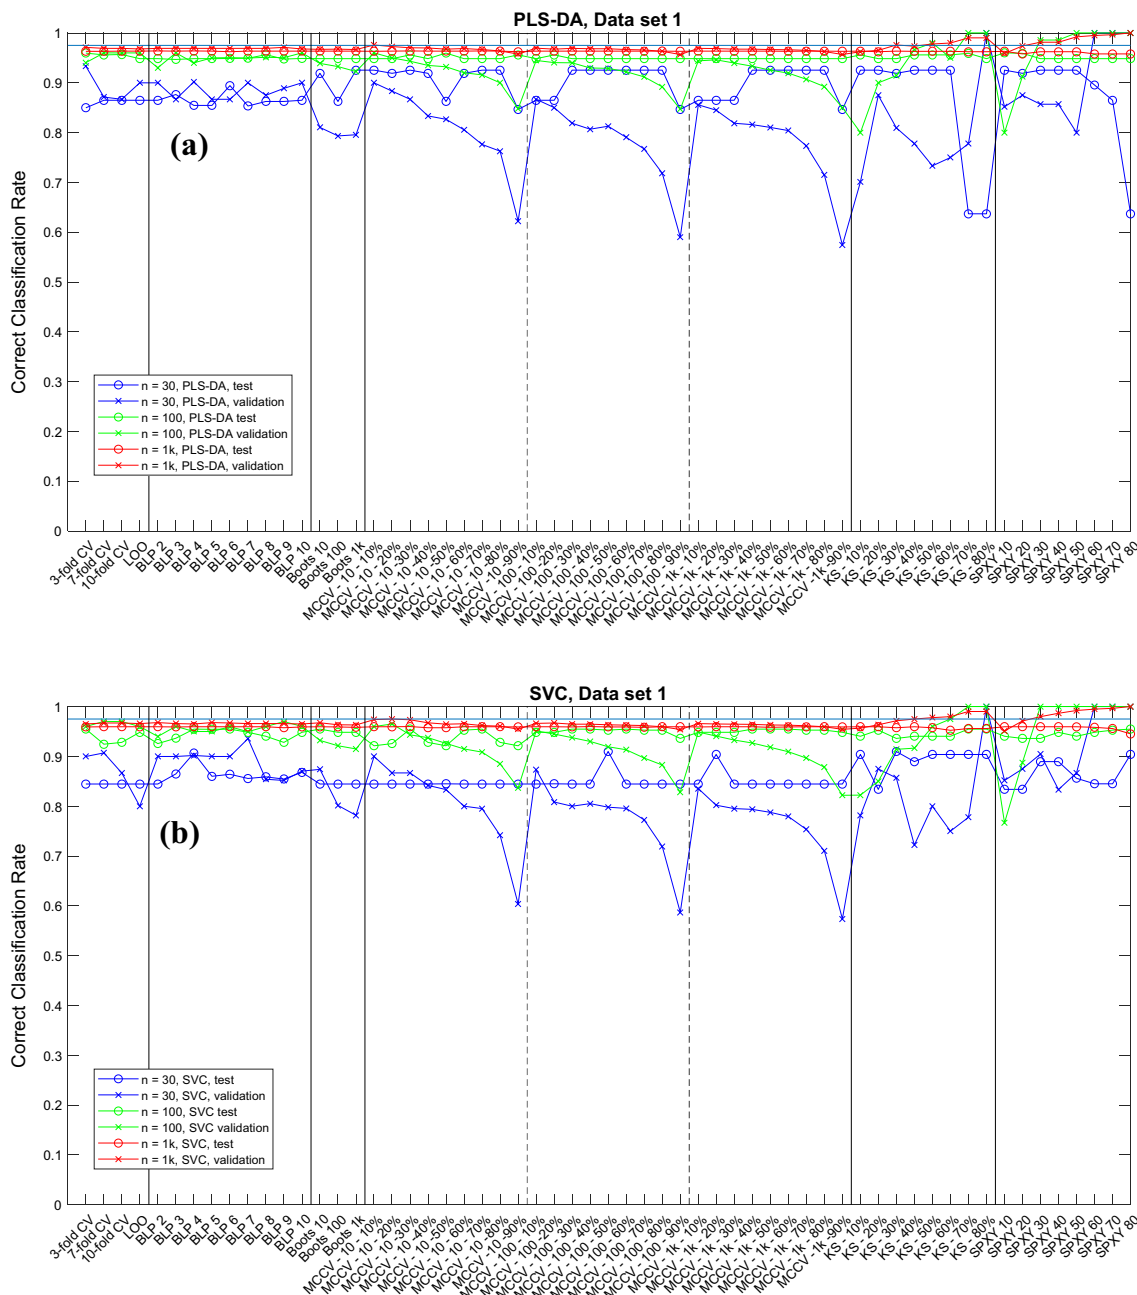 PLS-DA, Data set 1
1
0.9
0.8
0.7
0.6
0.5
0.4
0.3
0.2
0.1
0
Correct Classification Rate
(a)
n = 30, PLS-DA, test
n = 30, PLS-DA, validation
n = 100, PLS-DA test
n = 100, PLS-DA validation
n = 1k, PLS-DA, test
n = 1k, PLS-DA, validation
3-fold CV
7-fold CV
10-fold CV
LOO
BLP 2
BLP 3
BLP 4
BLP 5
BLP 6
BLP 7
BLP 8
BLP 9
BLP 10
Boots 10
Boots 100
Boots 1k
MCCV - 10 - 10%
MCCV - 10 - 20%
MCCV - 10 -30%
MCCV - 10 -40%
MCCV - 10 -50%
MCCV - 10 - 60%
MCCV - 10 - 70%
MCCV - 10 -80%
MCCV - 10 -90%
MCCV - 100 - 10%
MCCV - 100 -20%
MCCV - 100 - 30%
MCCV - 100 - 40%
MCCV - 100 - 50%
MCCV - 100 - 60%
MCCV - 100 - 70%
MCCV - 100 - 80%
MCCV - 100 - 90%
MCCV - 1k - 10%
MCCV - 1k - 20%
MCCV - 1k - 30%
MCCV - 1k - 40%
MCCV - 1k - 50%
MCCV - 1k - 60%
MCCV - 1k - 70%
MCCV - 1k - 80%
MCCV -1k -90%
KS - 10%
KS - 20%
KS - 30%
KS - 40%
KS - 50%
KS - 60%
KS - 70%
KS - 80%
SPXY 10
SPXY 20
SPXY 30
SPXY 40
SPXY 50
SPXY 60
SPXY 70
SPXY 80
SVC, Data set 1
1
0.9
0.8
0.7
0.6
0.5
0.4
0.3
0.2
0.1
0
Correct Classification Rate
(b)
n = 30, SVC, test
n = 30, SVC, validation
n = 100, SVC test
n = 100, SVC validation
n = 1k, SVC, test
n = 1k, SVC, validation
3-fold CV
7-fold CV
10-fold CV
LOO
BLP 2
BLP 3
BLP 4
BLP 5
BLP 6
BLP 7
BLP 8
BLP 9
BLP 10
Boots 10
Boots 100
Boots 1k
MCCV - 10 - 10%
MCCV - 10 - 20%
MCCV - 10 -30%
MCCV - 10 -40%
MCCV - 10 -50%
MCCV - 10 - 60%
MCCV - 10 - 70%
MCCV - 10 -80%
MCCV - 10 -90%
MCCV - 100 - 10%
MCCV - 100 -20%
MCCV - 100 - 30%
MCCV - 100 - 40%
MCCV - 100 - 50%
MCCV - 100 - 60%
MCCV - 100 - 70%
MCCV - 100 - 80%
MCCV - 100 - 90%
MCCV - 1k - 10%
MCCV - 1k - 20%
MCCV - 1k - 30%
MCCV - 1k - 40%
MCCV - 1k - 50%
MCCV - 1k - 60%
MCCV - 1k - 70%
MCCV - 1k - 80%
MCCV -1k -90%
KS - 10%
KS - 20%
KS - 30%
KS - 40%
KS - 50%
KS - 60%
KS - 70%
KS - 80%
SPXY 10
SPXY 20
SPXY 30
SPXY 40
SPXY 50
SPXY 60
SPXY 70
SPXY 80